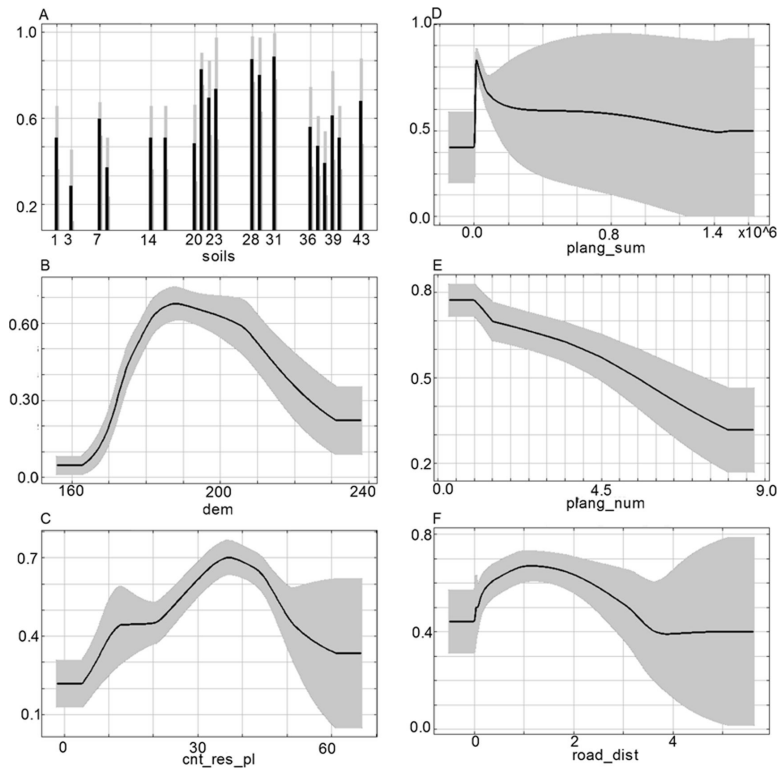 A
1.0
0.6
0.2
1 3 7 14 20 23 28 31 36 39 43
soils
B
0.60
0.30
0.0
160 200 240
dem
C
0.7
0.4
0.1
0 30 60
cnt_res_pl
D
1.0
0.5
0.0
0.0 0.8 1.4 x10^6
plang_sum
E
0.8
0.5
0.2
0.0 4.5 9.0
plang_num
F
0.8
0.4
0.0
0 2 4
road_dist